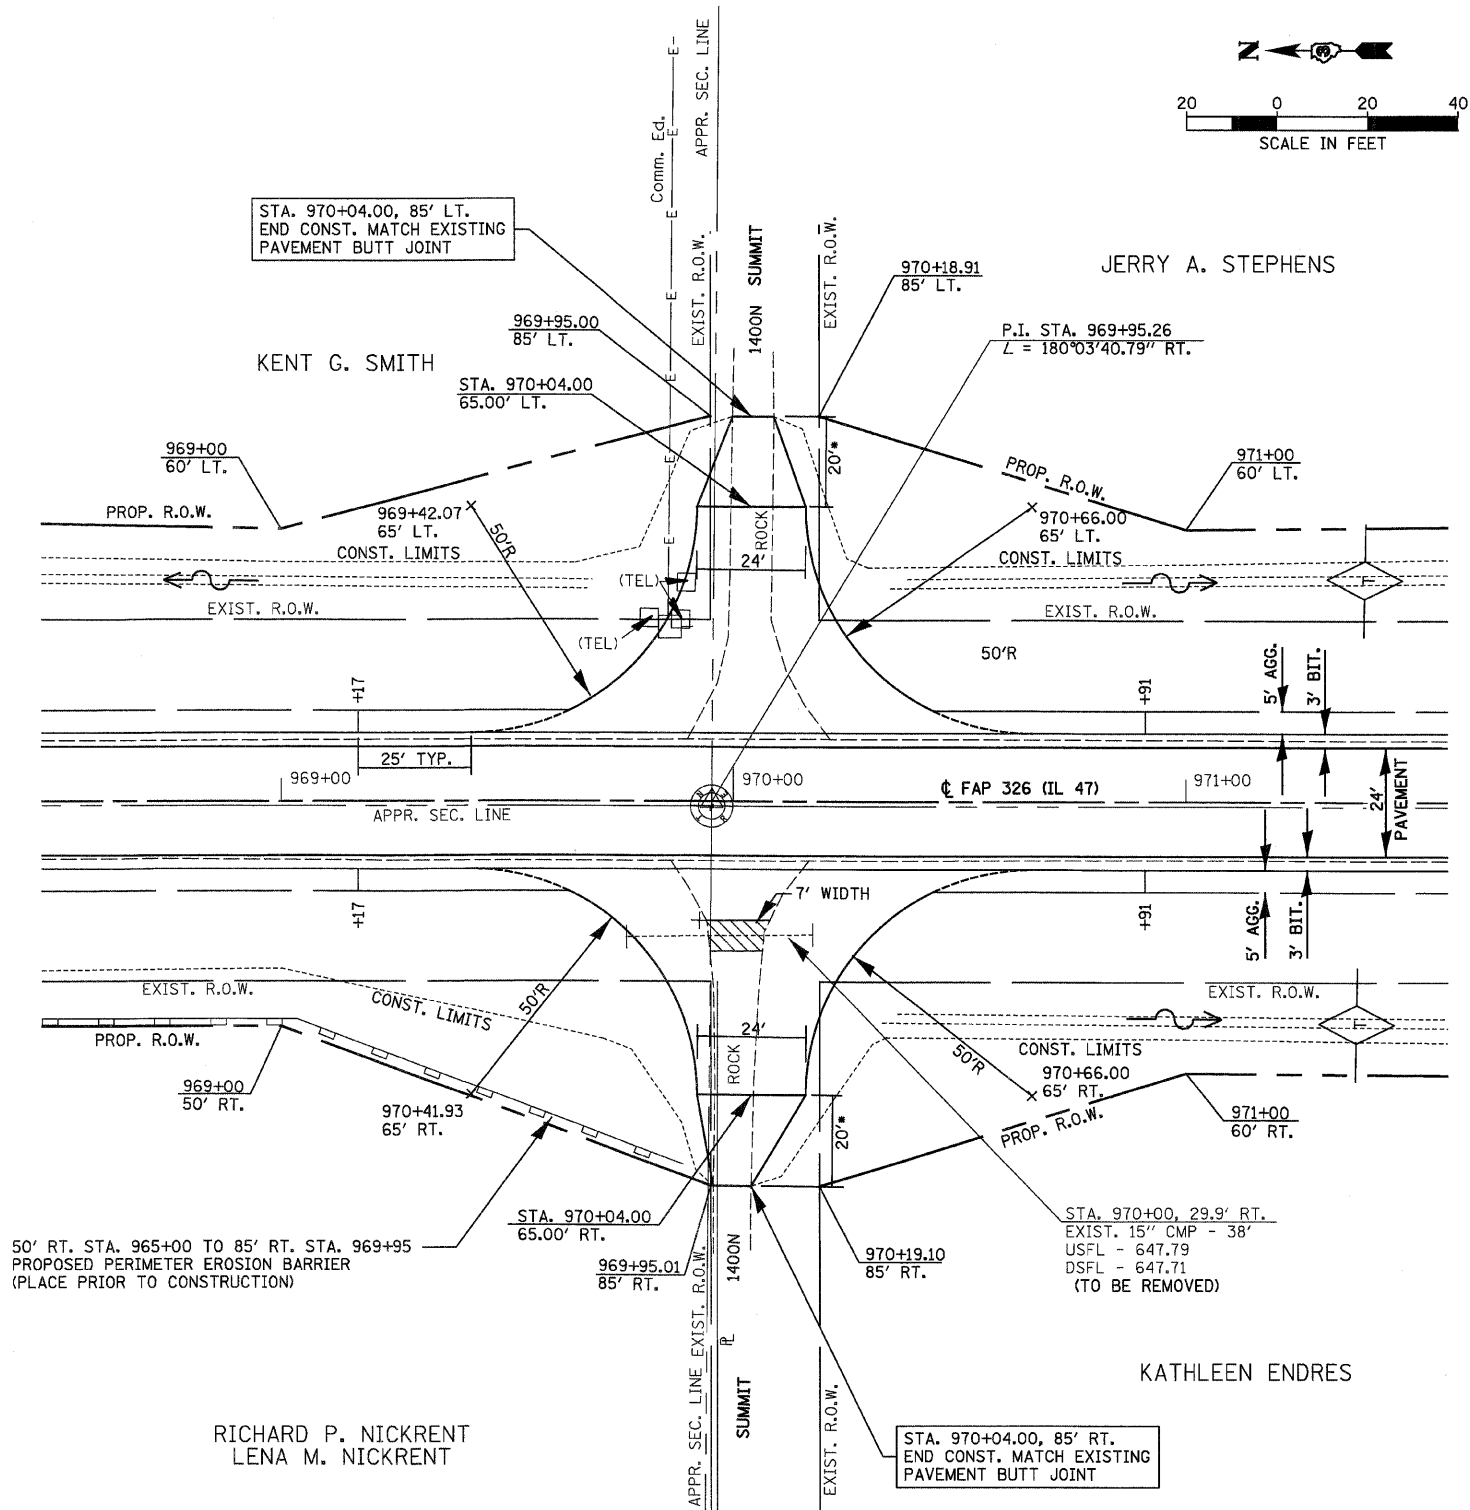 N
3
20 0 20 40
SCALE IN FEET
APPR. SEC. LINE
E
E
Comm. Ed.
E
E
E
E
E
E
STA. 970+04.00, 85' LT.
END CONST. MATCH EXISTING
PAVEMENT BUTT JOINT
EXIST. R.O.W.
1400N SUMMIT
EXIST. R.O.W.
970+18.91
85' LT.
JERRY A. STEPHENS
969+95.00
85' LT.
P.I. STA. 969+95.26
∠ = 180°03'40.79" RT.
KENT G. SMITH
STA. 970+04.00
65.00' LT.
969+00
60' LT.
20'*
PROP. R.O.W.
971+00
60' LT.
PROP. R.O.W.
969+42.07
65' LT.
50'R
ROCK
970+66.00
65' LT.
CONST. LIMITS
CONST. LIMITS
24'
(TEL)
T
EXIST. R.O.W.
EXIST. R.O.W.
(TEL)
50'R
+17
+91
5' AGG.
3' BIT.
25' TYP.
969+00
970+00
℄ FAP 326 (IL 47)
971+00
APPR. SEC. LINE
24'
PAVEMENT
+17
7' WIDTH
+91
5' AGG.
3' BIT.
EXIST. R.O.W.
CONST. LIMITS
50'R
EXIST. R.O.W.
24'
ROCK
T
PROP. R.O.W.
50'R
CONST. LIMITS
969+00
50' RT.
970+41.93
65' RT.
970+66.00
65' RT.
PROP. R.O.W.
971+00
60' RT.
20'*
STA. 970+04.00
65.00' RT.
STA. 970+00, 29.9' RT.
EXIST. 15" CMP - 38'
USFL - 647.79
DSFL - 647.71
(TO BE REMOVED)
50' RT. STA. 965+00 TO 85' RT. STA. 969+95
PROPOSED PERIMETER EROSION BARRIER
(PLACE PRIOR TO CONSTRUCTION)
969+95.01
85' RT.
970+19.10
85' RT.
1400N
PL
SUMMIT
APPR. SEC. LINE EXIST. R.O.W.
EXIST. R.O.W.
KATHLEEN ENDRES
RICHARD P. NICKRENT
LENA M. NICKRENT
STA. 970+04.00, 85' RT.
END CONST. MATCH EXISTING
PAVEMENT BUTT JOINT